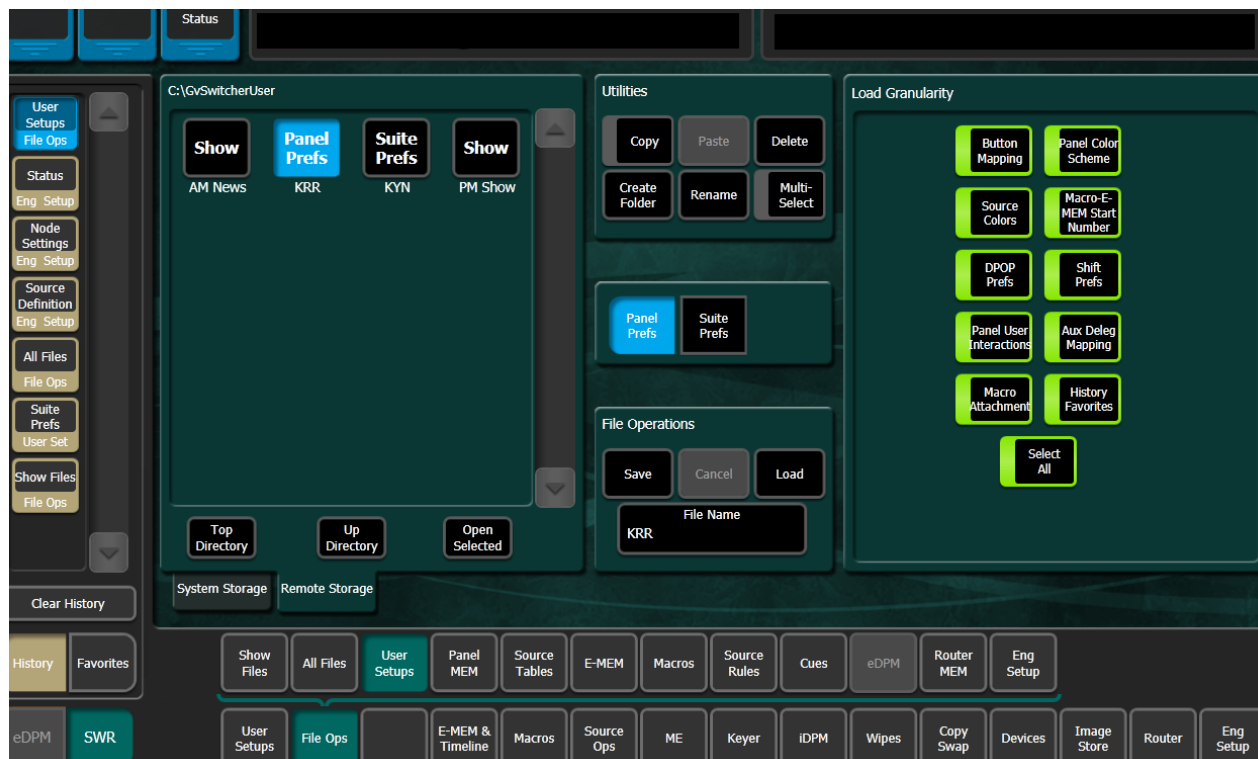 Status
User
Setups
File Ops
Status
Eng Setup
Node
Settings
Eng Setup
Source
Definition
Eng Setup
All Files
File Ops
Suite
Prefs
User Set
Show Files
File Ops
Clear History
History
Favorites
eDPM
SWR
C:\GvSwitcherUser
Show
Panel
Prefs
Suite
Prefs
Show
AM News
KRR
KYN
PM Show
Top
Directory
Up
Directory
Open
Selected
System Storage
Remote Storage
Utilities
Copy
Paste
Delete
Create
Folder
Rename
Multi-
Select
Panel
Prefs
Suite
Prefs
File Operations
Save
Cancel
Load
File Name
KRR
Load Granularity
Button
Mapping
Panel Color
Scheme
Source
Colors
Macro-E-
MEM Start
Number
DPOP
Prefs
Shift
Prefs
Panel User
Interactions
Aux Deleg
Mapping
Macro
Attachment
History
Favorites
Select
All
Show
Files
All Files
User
Setups
Panel
MEM
Source
Tables
E-MEM
Macros
Source
Rules
Cues
eDPM
Router
MEM
Eng
Setup
User
Setups
File Ops
E-MEM &
Timeline
Macros
Source
Ops
ME
Keyer
iDPM
Wipes
Copy
Swap
Devices
Image
Store
Router
Eng
Setup